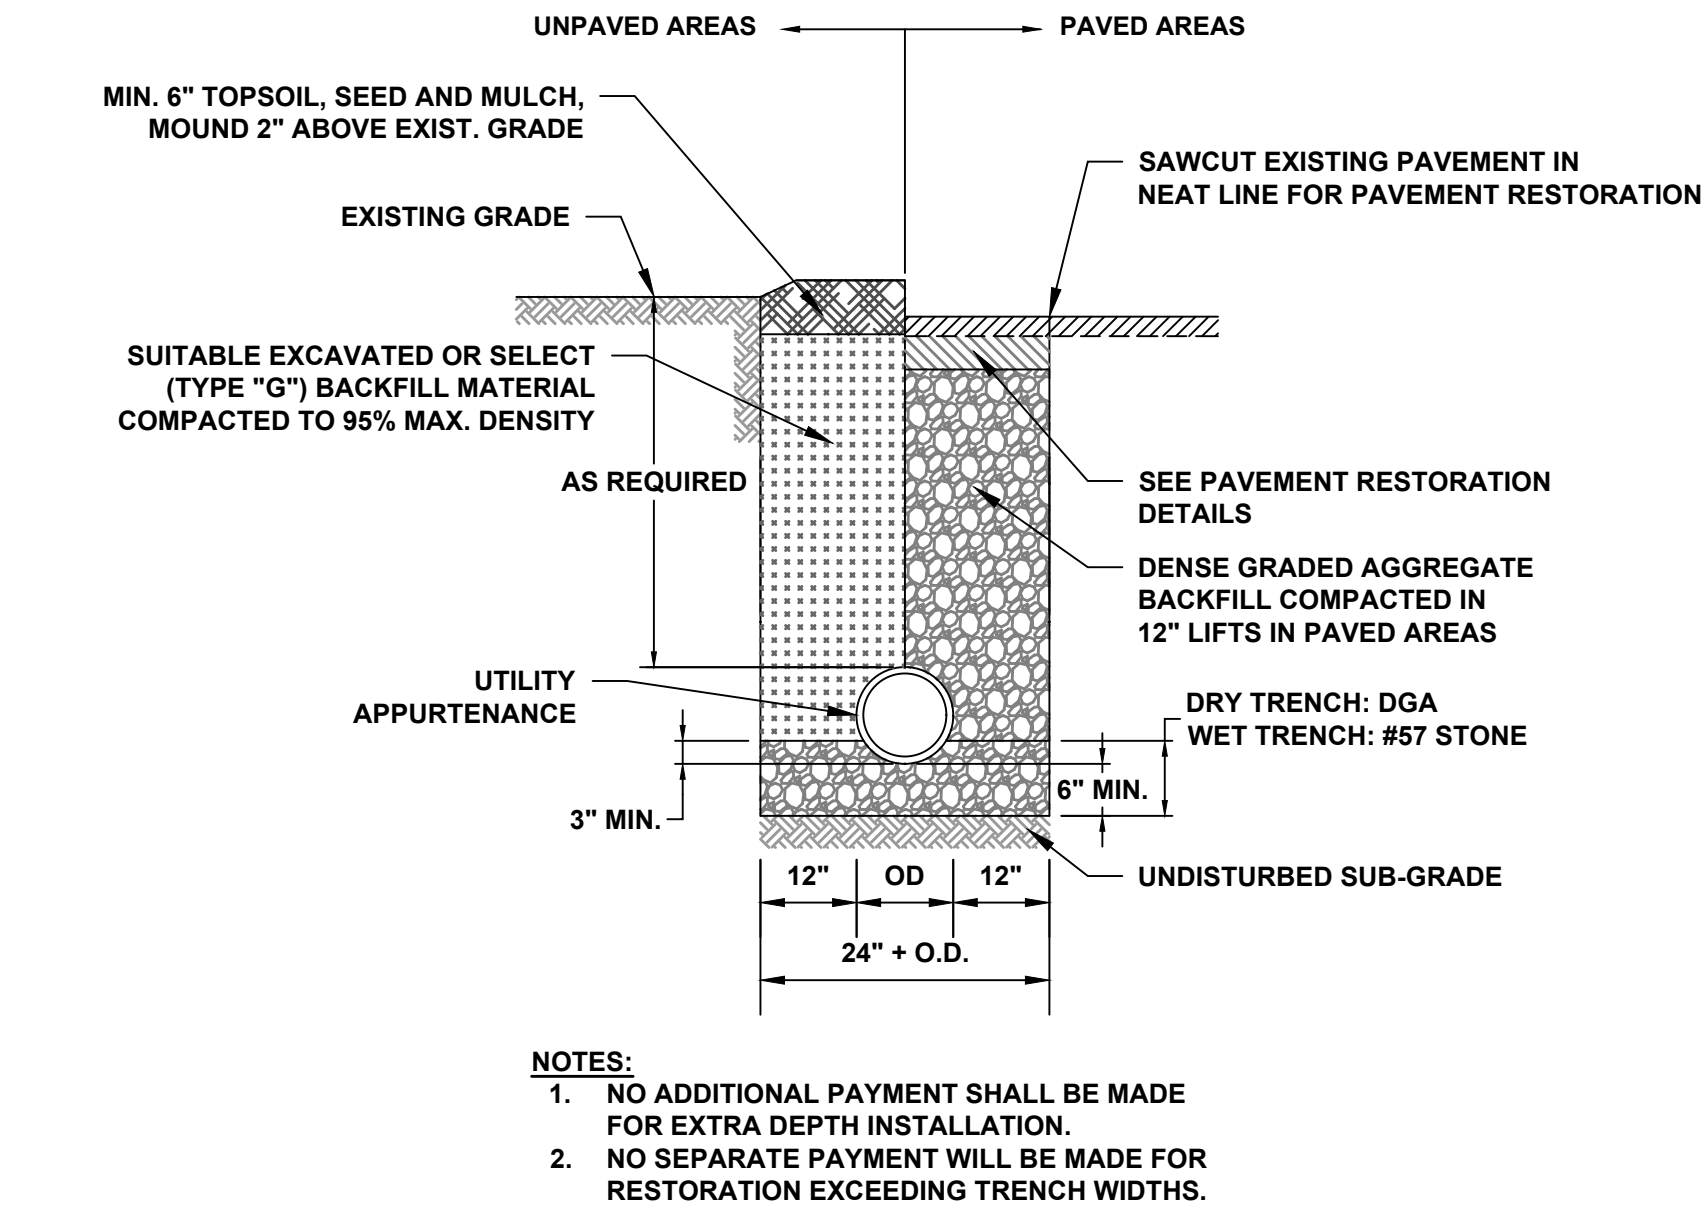 UNPAVED AREAS
PAVED AREAS
MIN. 6" TOPSOIL, SEED AND MULCH,
MOUND 2" ABOVE EXIST. GRADE
SAWCUT EXISTING PAVEMENT IN
NEAT LINE FOR PAVEMENT RESTORATION
EXISTING GRADE
SUITABLE EXCAVATED OR SELECT
(TYPE "G") BACKFILL MATERIAL
COMPACTED TO 95% MAX. DENSITY
AS REQUIRED
SEE PAVEMENT RESTORATION
DETAILS
DENSE GRADED AGGREGATE
BACKFILL COMPACTED IN
12" LIFTS IN PAVED AREAS
UTILITY
APPURTENANCE
DRY TRENCH: DGA
WET TRENCH: #57 STONE
6" MIN.
3" MIN.
UNDISTURBED SUB-GRADE
12"
OD
12"
24" + O.D.
NOTES:
1. NO ADDITIONAL PAYMENT SHALL BE MADE
FOR EXTRA DEPTH INSTALLATION.
2. NO SEPARATE PAYMENT WILL BE MADE FOR
RESTORATION EXCEEDING TRENCH WIDTHS.